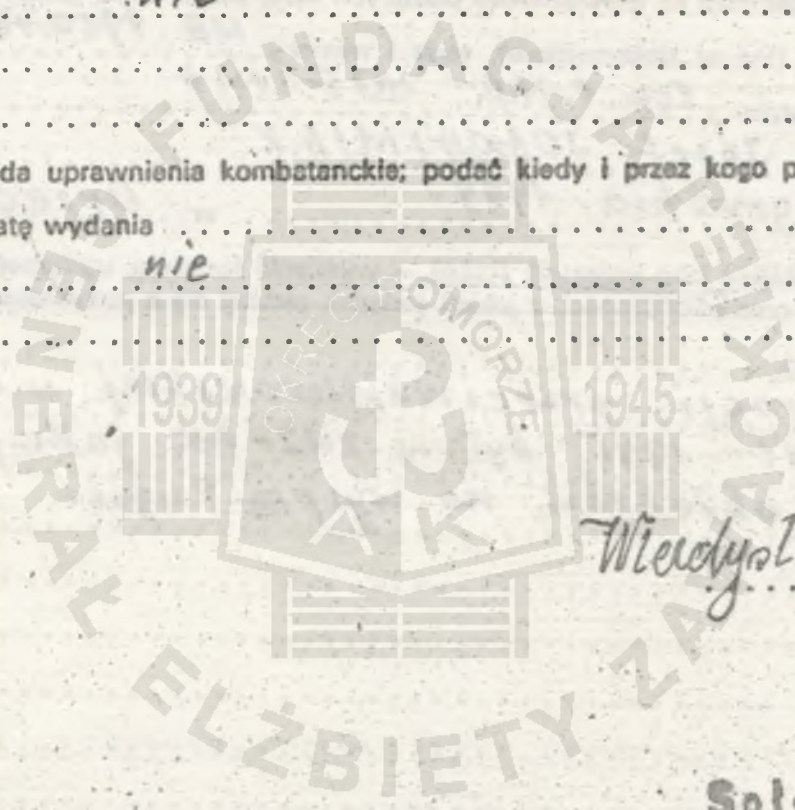 nie
da uprawnienia kombatanckie; podać kiedy i przez kogo p
atę wydania
nie
FUNDACJA
GENERAŁ ELŻBIETY ZAWACKIEJ
OKRĘG POMORZE
1939
1945
AK